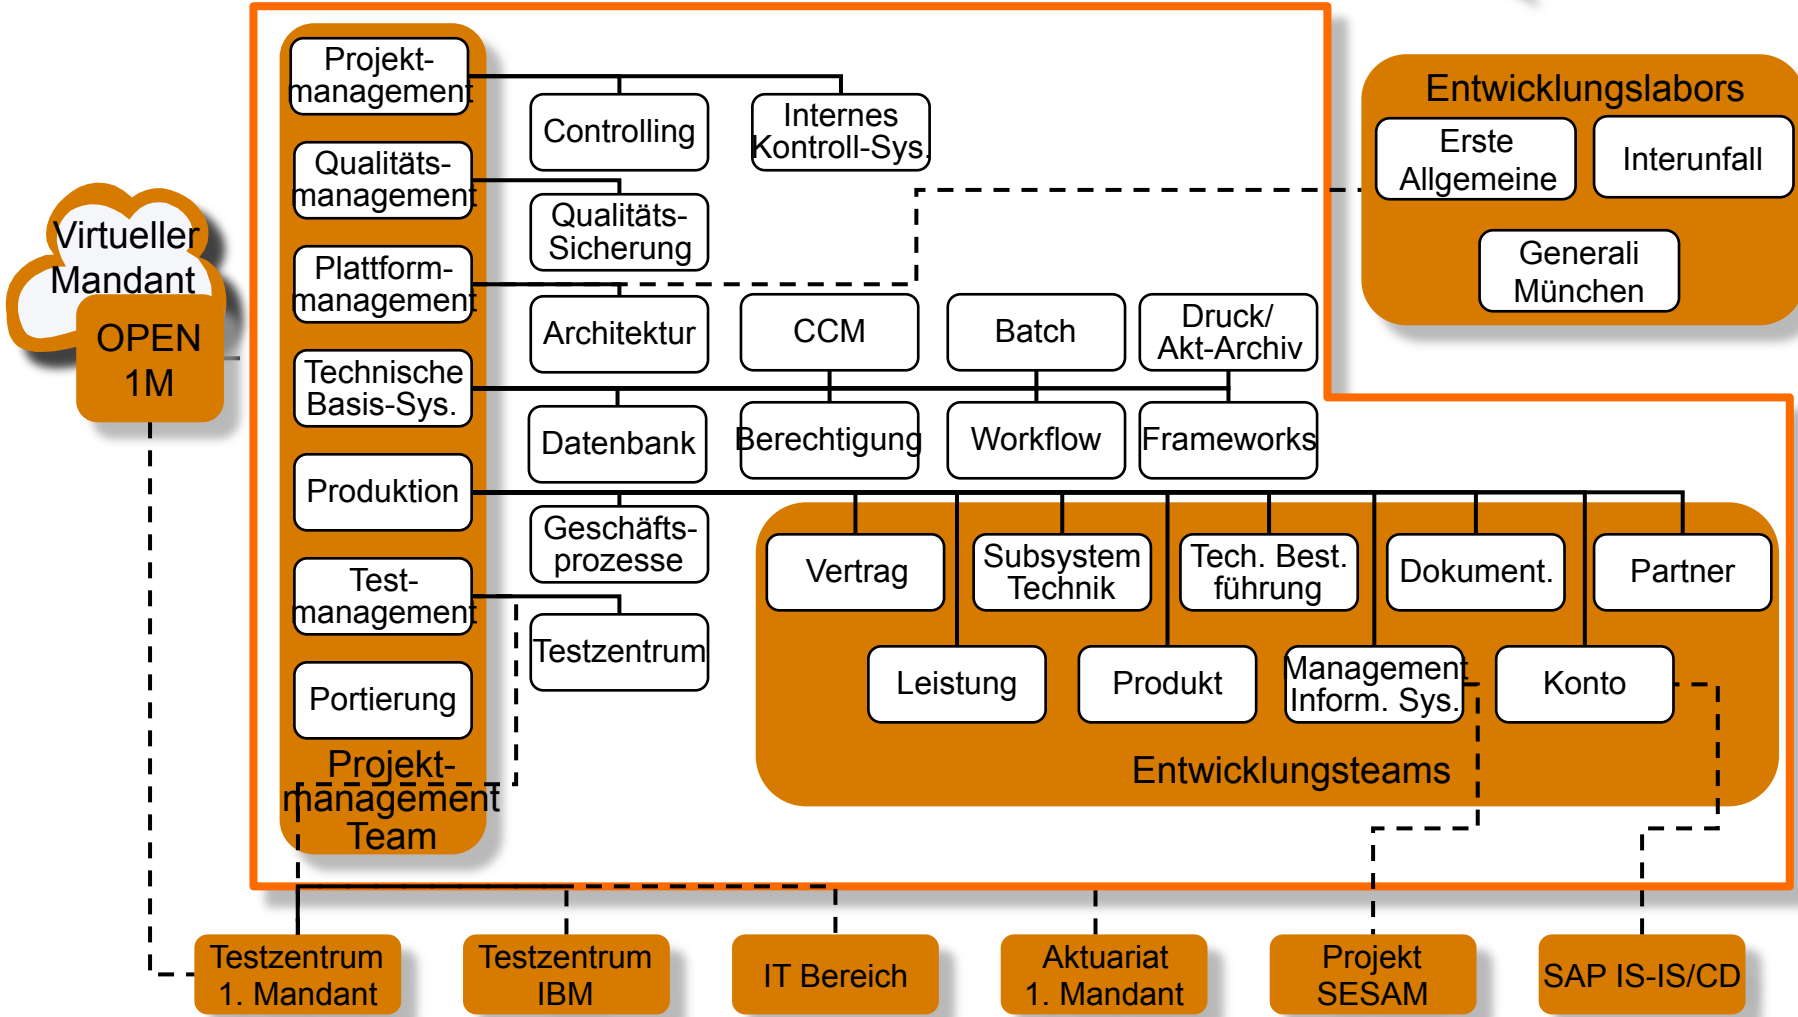 Projekt-
management
Controlling
Internes
Kontroll-Sys.
Qualitäts-
management
Qualitäts-
Sicherung
Plattform-
management
Architektur
CCM
Batch
Druck/
Akt-Archiv
Technische
Basis-Sys.
Datenbank
Berechtigung
Workflow
Frameworks
Produktion
Geschäfts-
prozesse
Test-
management
Testzentrum
Portierung
Projekt-
management
Team
Virtueller
Mandant
OPEN
1M
Entwicklungslabors
Erste
Allgemeine
Interunfall
Generali
München
Vertrag
Subsystem
Technik
Tech. Best.
führung
Dokument.
Partner
Leistung
Produkt
Management
Inform. Sys.
Konto
Entwicklungsteams
Testzentrum
1. Mandant
Testzentrum
IBM
IT Bereich
Aktuariat
1. Mandant
Projekt
SESAM
SAP IS-IS/CD